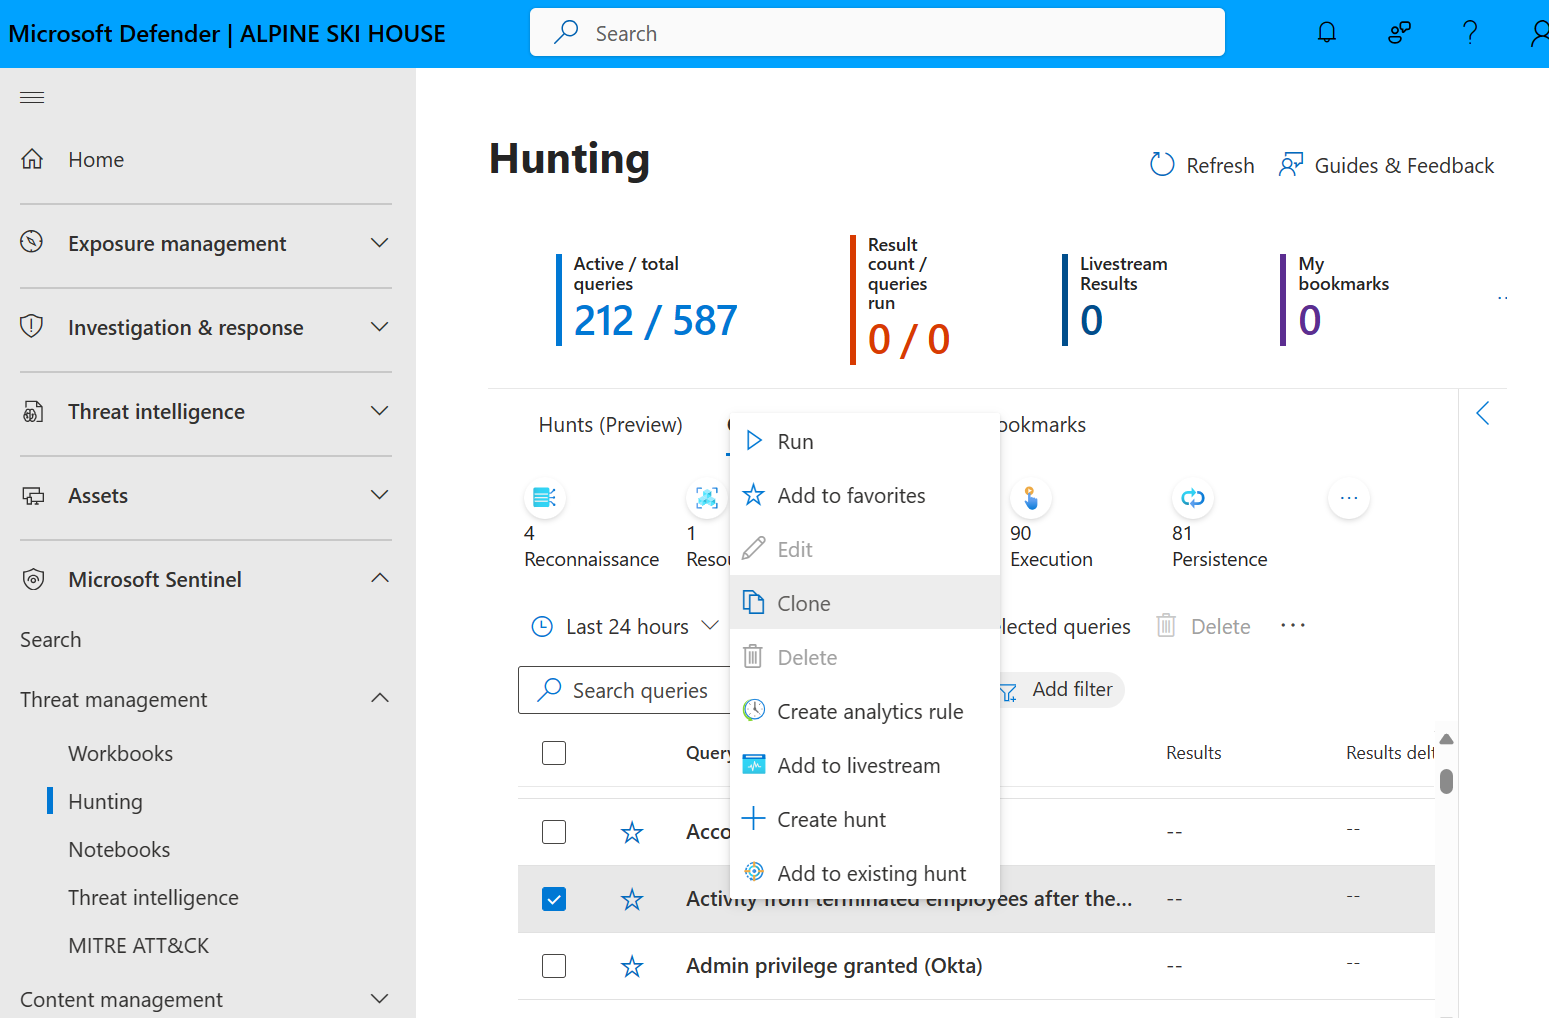 Microsoft Defender | ALPINE SKI HOUSE
Search
Home
Exposure management
Investigation & response
Threat intelligence
Assets
Microsoft Sentinel
Search
Threat management
Workbooks
Hunting
Notebooks
Threat intelligence
MITRE ATT&CK
Content management
Hunting
Refresh
Guides & Feedback
Active / total
queries
212 / 587
Result
count /
queries
run
0 / 0
Livestream
Results
0
My
bookmarks
0
Hunts (Preview)
ookmarks
4
Reconnaissance
1
Resou
90
Execution
81
Persistence
Last 24 hours
lected queries
Delete
Search queries
Add filter
Run
Add to favorites
Edit
Clone
Delete
Create analytics rule
Add to livestream
Create hunt
Add to existing hunt
Query
Results
Results delt
Acco
--
--
Activity from terminated employees after the...
--
--
Admin privilege granted (Okta)
--
--